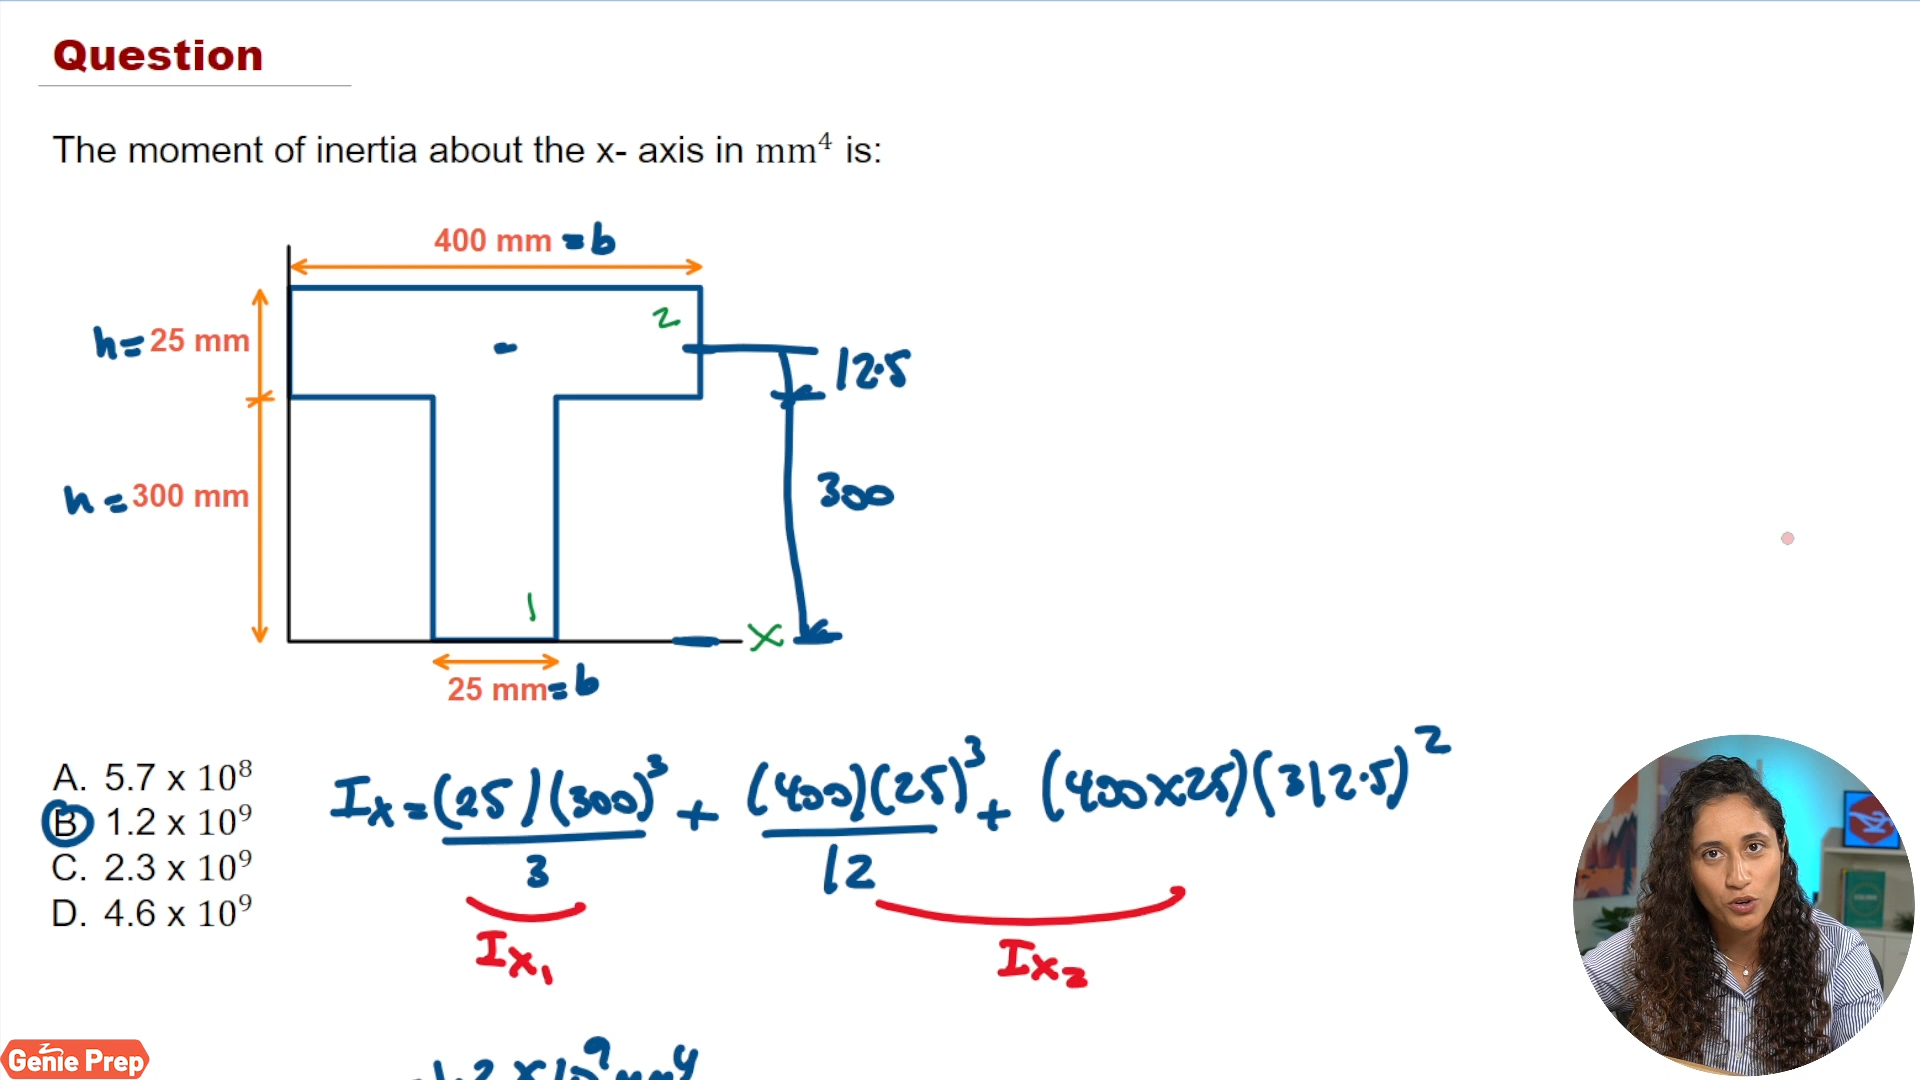 Question
The moment of inertia about the x- axis in mm⁴ is:
400 mm = b
2
h = 25 mm
12.5
h = 300 mm
300
1
X
25 mm = b
A. 5.7 x 10⁸
B. 1.2 x 10⁹
C. 2.3 x 10⁹
D. 4.6 x 10⁹
Ix = (25)(300)³/3 + (400)(25)³/12 + (400x25)(312.5)²
Ix₁
Ix₂
Genie Prep